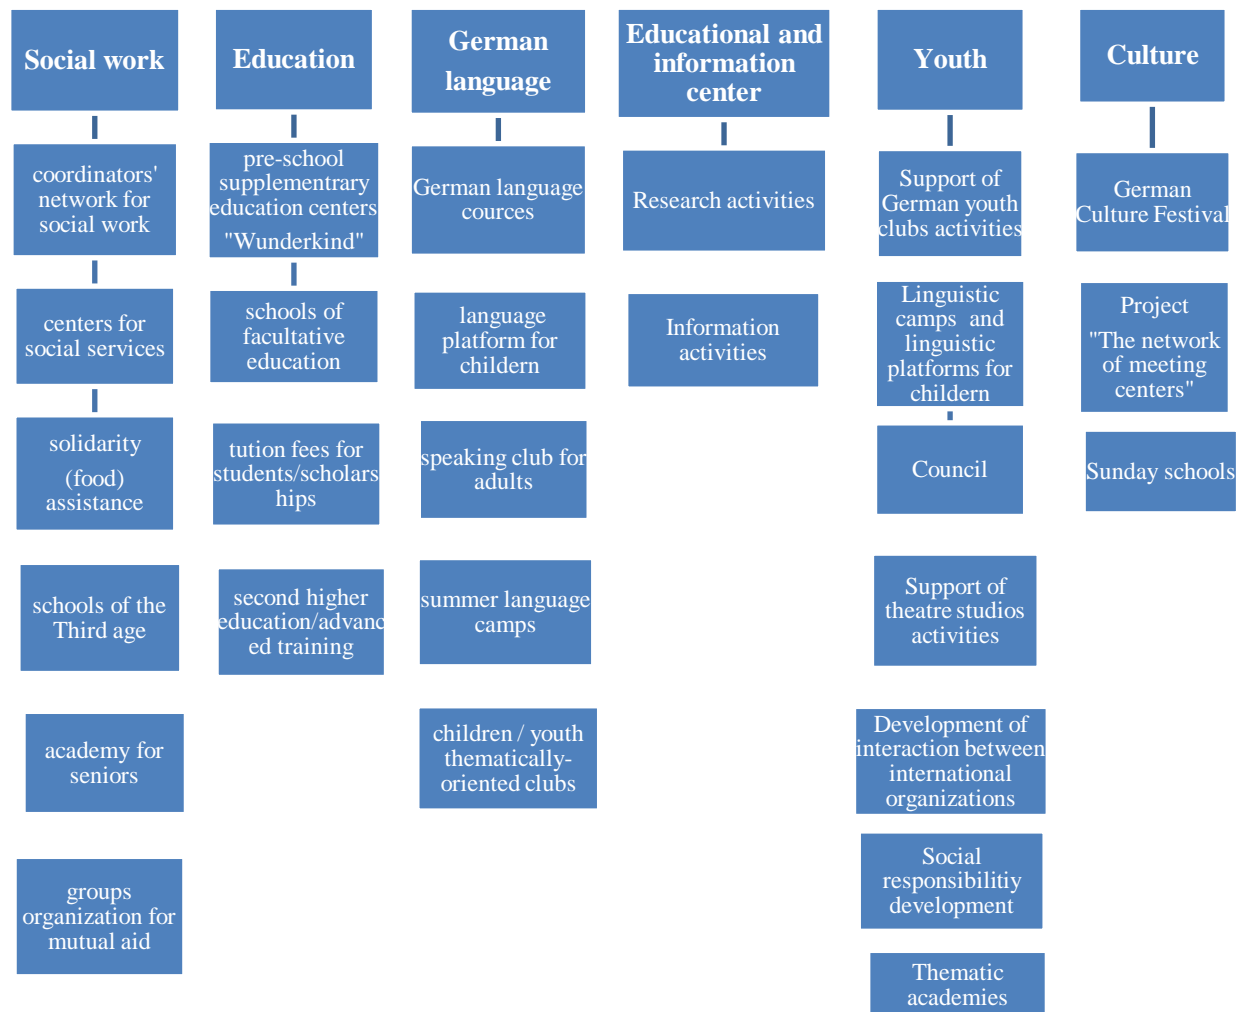 Social work
coordinators'
network for
social work
centers for
social services
solidarity
(food)
assistance
schools of the
Third age
academy for
seniors
groups
organization for
mutual aid
Education
pre-school
supplementary
education centers
"Wunderkind"
schools of
facultative
education
tution fees for
students/scholars
hips
second higher
education/advanc
ed training
German
language
German language
cources
language
platform for
childern
speaking club for
adults
summer language
camps
children / youth
thematically-
oriented clubs
Educational and
information
center
Research activities
Information
activities
Youth
Support of
German youth
clubs activities
Linguistic
camps and
linguistic
platforms for
childern
Council
Support of
theatre studios
activities
Development of
interaction between
international
organizations
Social
responsibilitiy
development
Thematic
academies
Culture
German
Culture Festival
Project
"The network
of meeting
centers"
Sunday schools